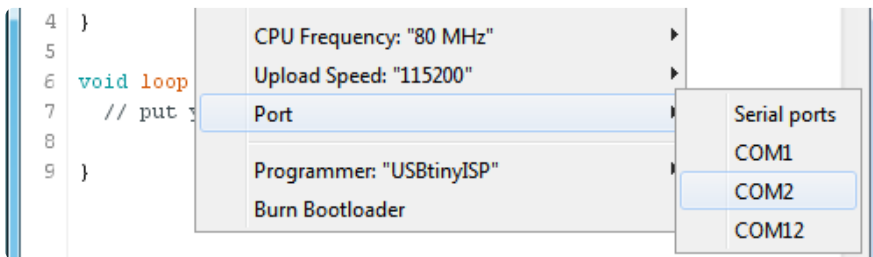 4 }
5
6 void loop
7 // put
8
9 }
CPU Frequency: "80 MHz"
Upload Speed: "115200"
Port
Programmer: "USBtinyISP"
Burn Bootloader
Serial ports
COM1
COM2
COM12